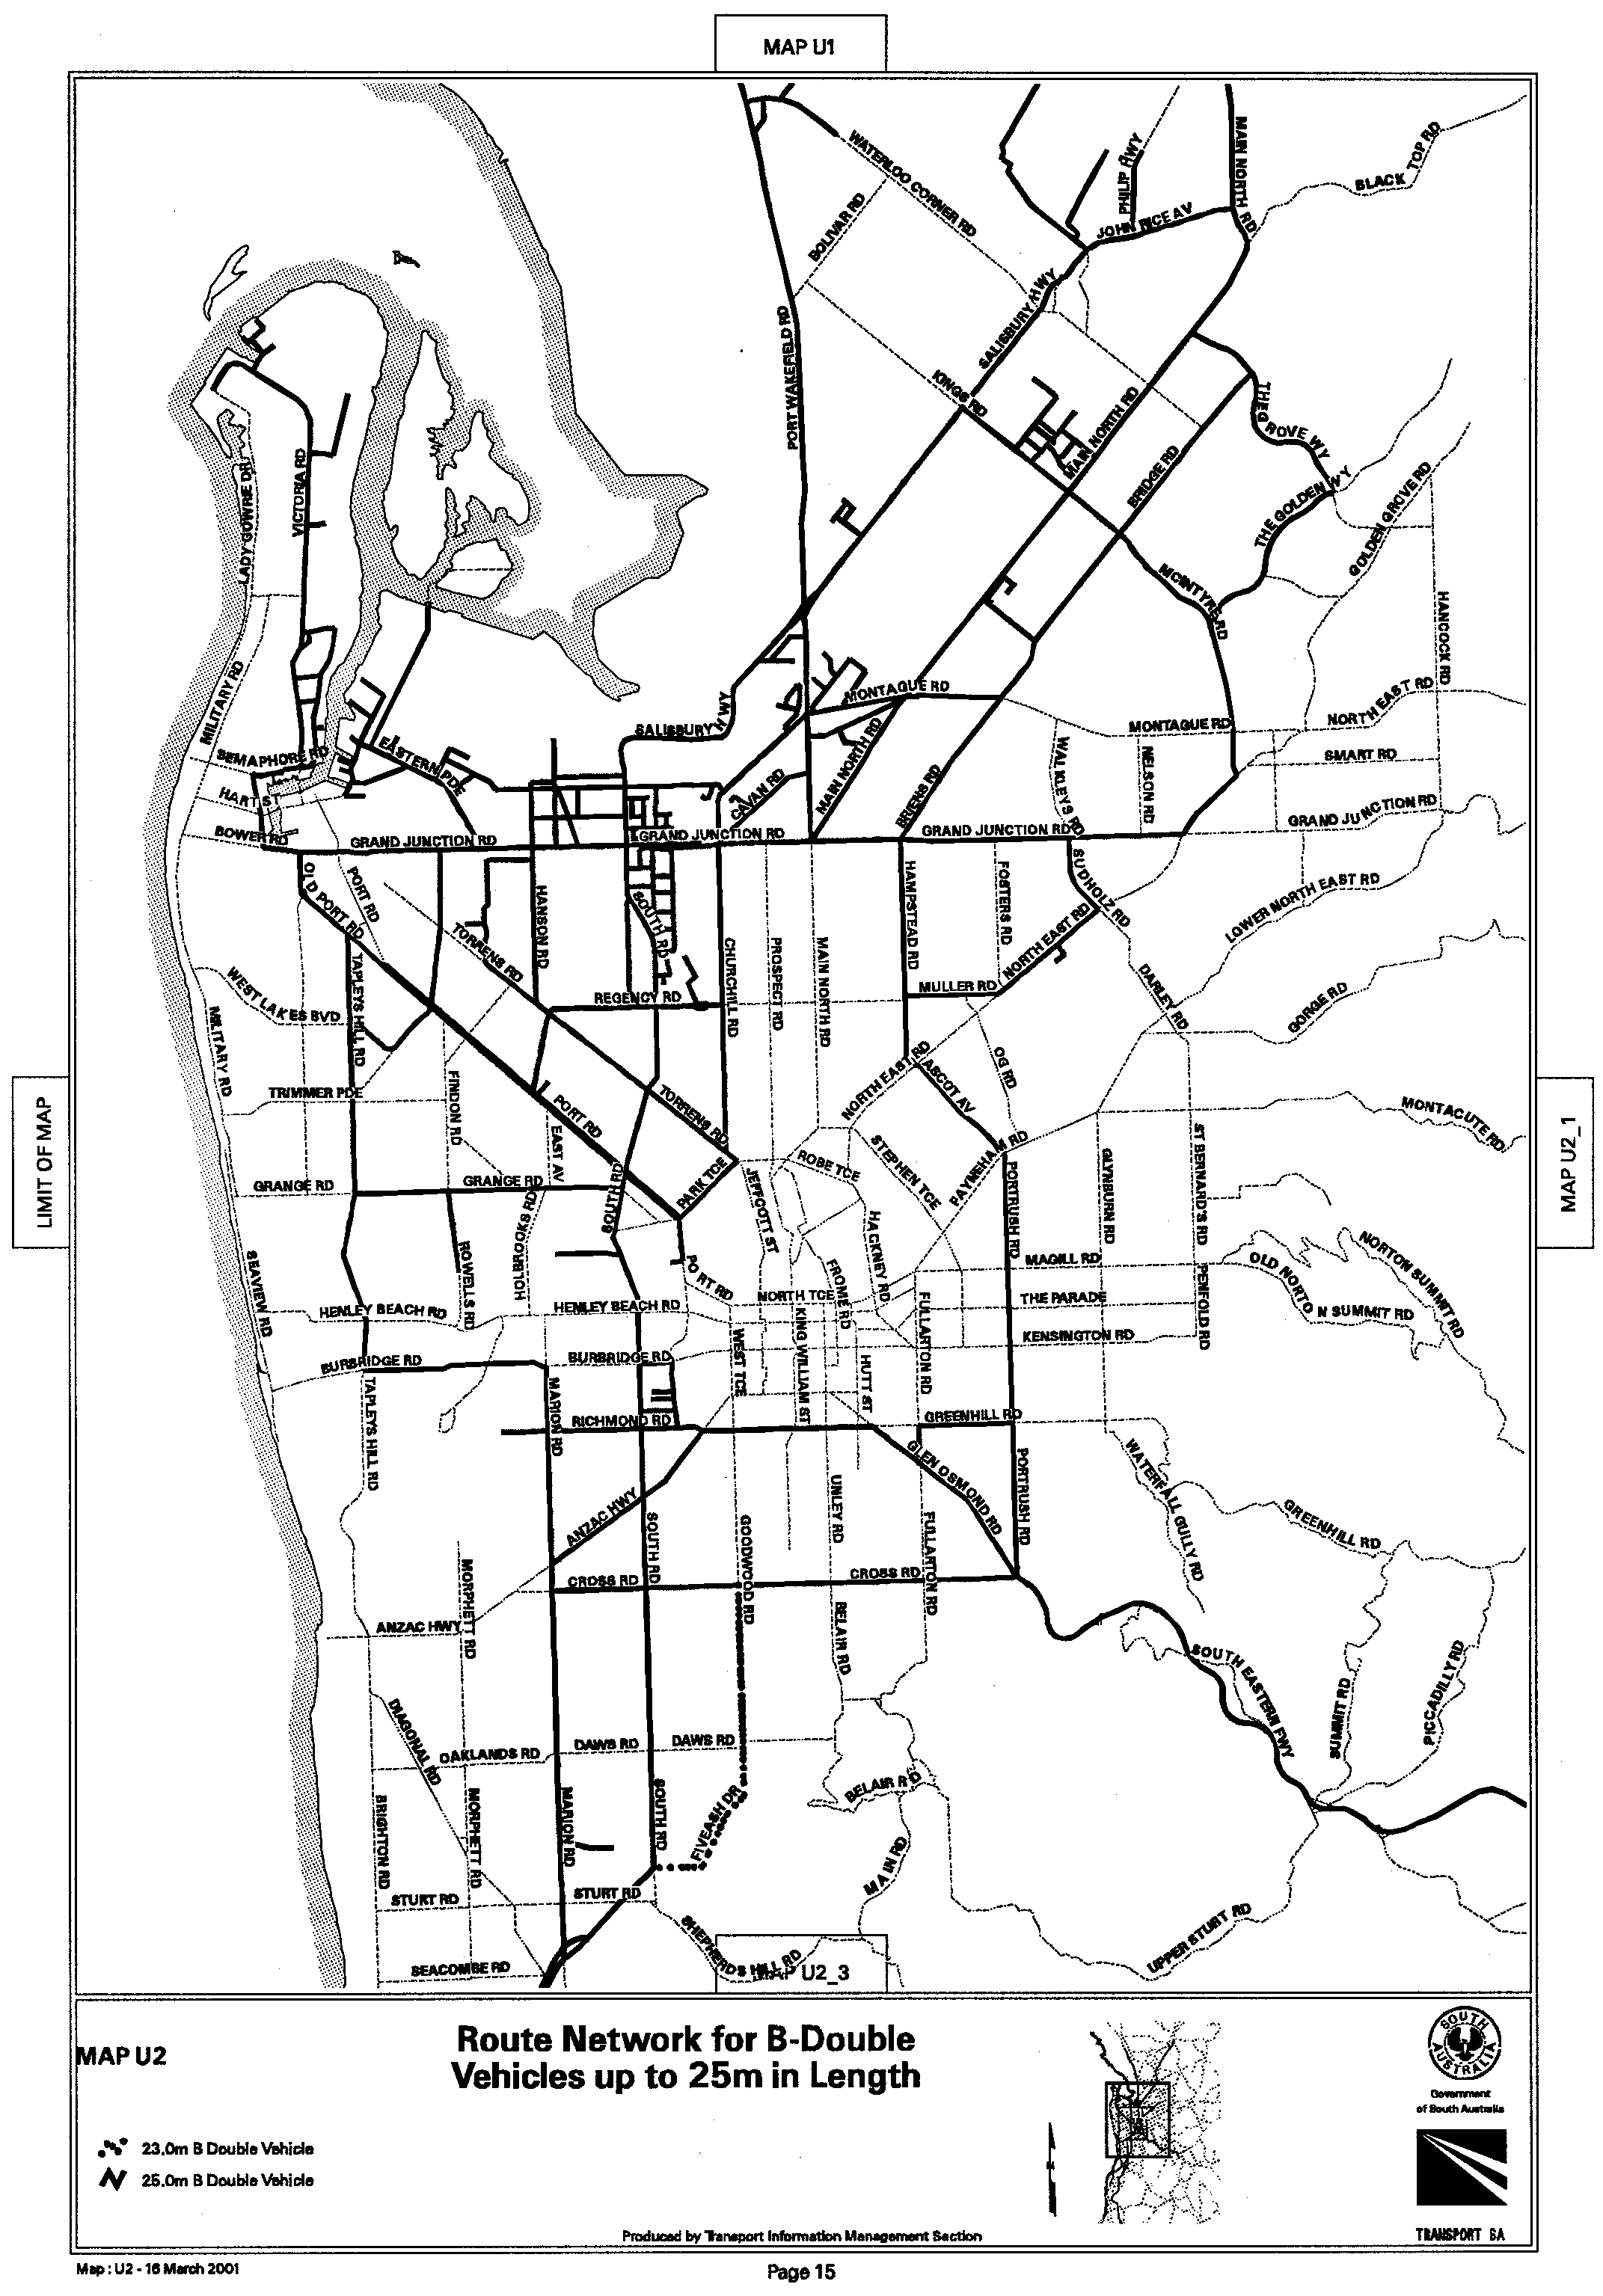 MAP U1
WATERLOO CORNER RD
BOLIVAR RD
PHILIP HWY
JOHN RICE AV
MAIN NORTH RD
BLACK TOP RD
SALISBURY HWY
PORT WAKEFIELD RD
KINGS RD
MAIN NORTH RD
BRIDGE RD
THE GROVE WY
THE GOLDEN WY
GOLDEN GROVE RD
LADY GOWRIE DR
VICTORIA RD
MCINTYRE RD
HANCOCK RD
MILITARY RD
MONTAGUE RD
SALISBURY HWY
MONTAGUE RD
NORTH EAST RD
SEMAPHORE RD
EASTERN PDE
CAVAN RD
MAIN NORTH RD
BRIENS RD
WALKLEYS RD
NELSON RD
SMART RD
HART ST
BOWER RD
GRAND JUNCTION RD
GRAND JUNCTION RD
GRAND JUNCTION RD
GRAND JUNCTION RD
OLD PORT RD
PORT RD
HANSON RD
SOUTH RD
HAMPSTEAD RD
FOSTERS RD
SUDHOLZ RD
LOWER NORTH EAST RD
TORRENS RD
CHURCHILL RD
PROSPECT RD
MAIN NORTH RD
NORTH EAST RD
WEST LAKES BVD
TAPLEYS HILL RD
REGENCY RD
MULLER RD
DARLEY RD
GORGE RD
MILITARY RD
TRIMMER PDE
FINDON RD
EAST AV
PORT RD
TORRENS RD
NORTH EAST RD
ASCOT AV
OG RD
MONTACUTE RD
LIMIT OF MAP
MAP U2_1
GRANGE RD
GRANGE RD
HOLBROOKS RD
SOUTH RD
PARK TCE
JEFFCOTT ST
ROBE TCE
STEPHEN TCE
PAYNEHAM RD
PORTRUSH RD
GLYNBURN RD
ST BERNARD'S RD
SEAVIEW RD
ROWELLS RD
PORT RD
HACKNEY RD
FROME RD
MAGILL RD
PENFOLD RD
OLD NORTON SUMMIT RD
NORTON SUMMIT RD
HENLEY BEACH RD
HENLEY BEACH RD
NORTH TCE
THE PARADE
KENSINGTON RD
BURBRIDGE RD
BURBRIDGE RD
WEST TCE
KING WILLIAM ST
HUTT ST
FULLARTON RD
TAPLEYS HILL RD
MARION RD
RICHMOND RD
GREENHILL RD
GLEN OSMOND RD
PORTRUSH RD
WATERFALL GULLY RD
GREENHILL RD
ANZAC HWY
SOUTH RD
GOODWOOD RD
UNLEY RD
FULLARTON RD
MORPHETT RD
CROSS RD
CROSS RD
ANZAC HWY
BELAIR RD
SOUTH EASTERN FWY
SUMMIT RD
PICCADILLY RD
DIAGONAL RD
OAKLANDS RD
DAWS RD
DAWS RD
BRIGHTON RD
MORPHETT RD
MARION RD
SOUTH RD
FIVEASH DR
BELAIR RD
MAIN RD
STURT RD
STURT RD
SHEPHERDS HILL RD
UPPER STURT RD
SEACOMBE RD
MAP U2_3
MAP U2
Route Network for B-Double
Vehicles up to 25m in Length
23.0m B Double Vehicle
25.0m B Double Vehicle
SOUTH AUSTRALIA
Government
of South Australia
TRANSPORT SA
Produced by Transport Information Management Section
Map : U2 - 16 March 2001
Page 15